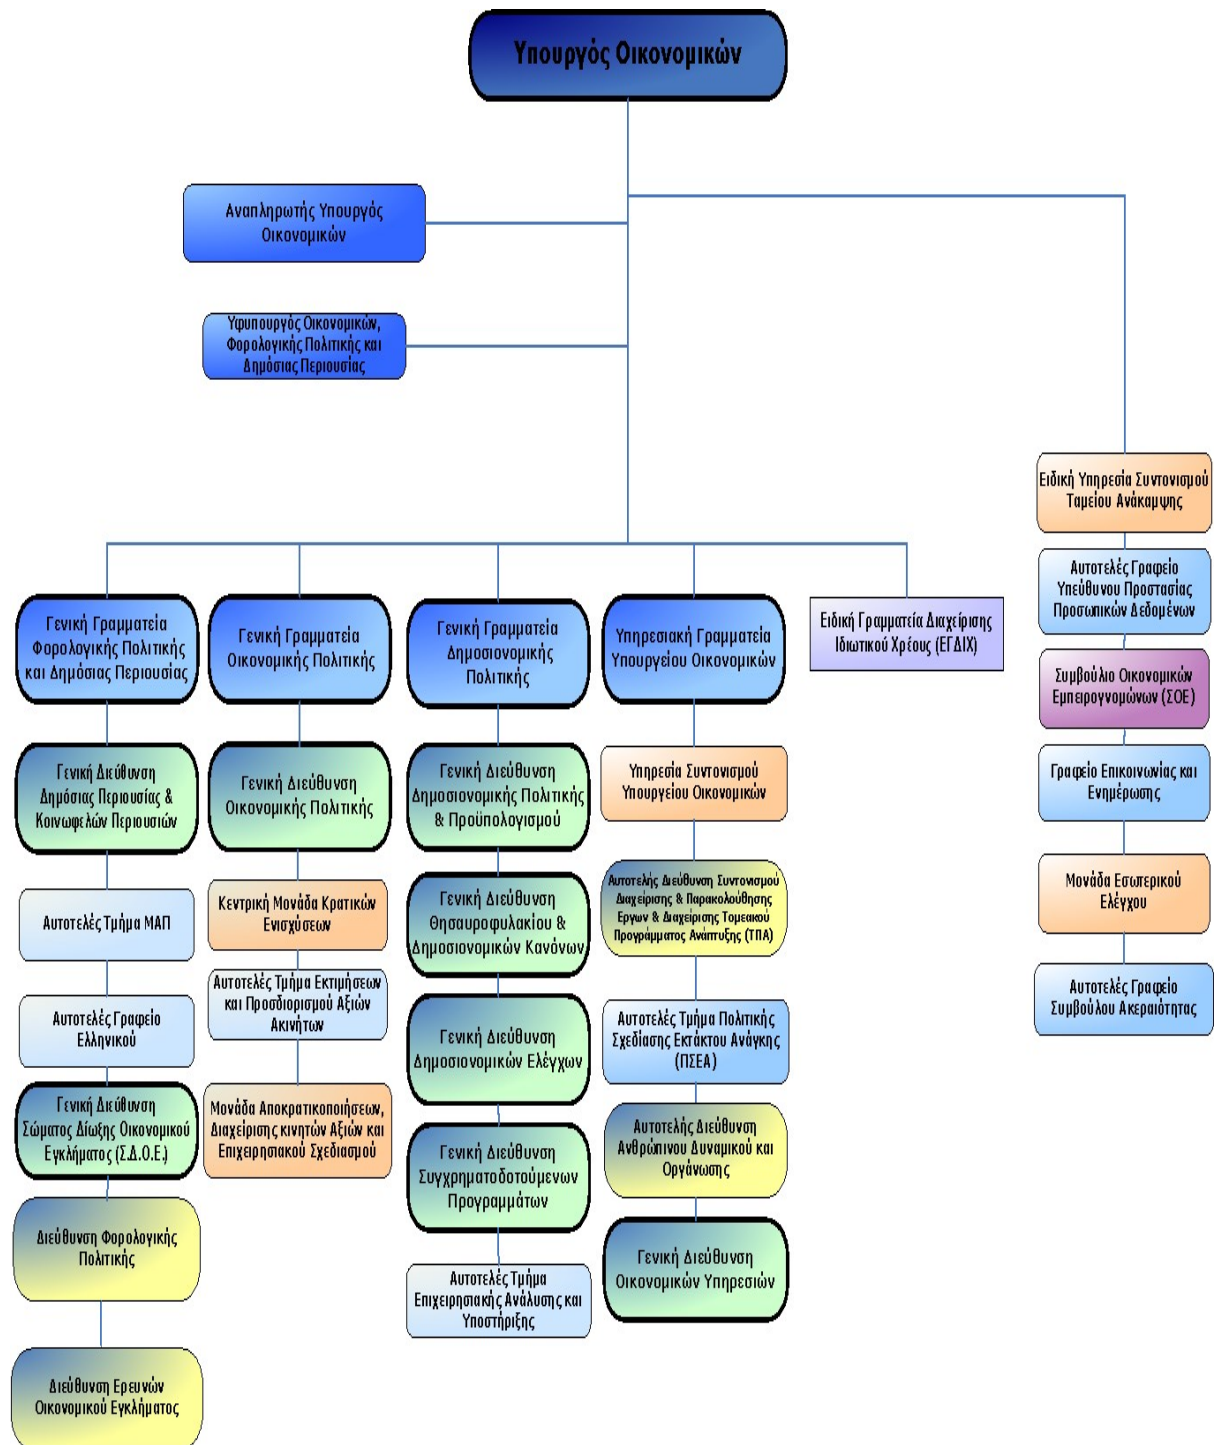 Υπουργός Οικονομικών
Αναπληρωτής Υπουργός
Οικονομικών
Υφυπουργός Οικονομικών,
Φορολογικής Πολιτικής και
Δημόσιας Περιουσίας
Γενική Γραμματεία
Φορολογικής Πολιτικής
και Δημόσιας Περιουσίας
Γενική Διεύθυνση
Δημόσιας Περιουσίας &
Κοινωφελών Περιουσιών
Αυτοτελές Τμήμα ΜΑΠ
Αυτοτελές Γραφείο
Ελληνικού
Γενική Διεύθυνση
Σώματος Δίωξης Οικονομικού
Εγκλήματος (Σ.Δ.Ο.Ε.)
Διεύθυνση Φορολογικής
Πολιτικής
Διεύθυνση Ερευνών
Οικονομικού Εγκλήματος
Γενική Γραμματεία
Οικονομικής Πολιτικής
Γενική Διεύθυνση
Οικονομικής Πολιτικής
Κεντρική Μονάδα Κρατικών
Ενισχύσεων
Αυτοτελές Τμήμα Εκτιμήσεων
και Προσδιορισμού Αξιών
Ακινήτων
Μονάδα Αποκρατικοποιήσεων,
Διαχείρισης κινητών Αξιών και
Επιχειρησιακού Σχεδιασμού
Γενική Γραμματεία
Δημοσιονομικής
Πολιτικής
Γενική Διεύθυνση
Δημοσιονομικής Πολιτικής
& Προϋπολογισμού
Γενική Διεύθυνση
Θησαυροφυλακίου &
Δημοσιονομικών Κανόνων
Γενική Διεύθυνση
Δημοσιονομικών Ελέγχων
Γενική Διεύθυνση
Συγχρηματοδοτούμενων
Προγραμμάτων
Αυτοτελές Τμήμα
Επιχειρησιακής Ανάλυσης και
Υποστήριξης
Υπηρεσιακή Γραμματεία
Υπουργείου Οικονομικών
Υπηρεσία Συντονισμού
Υπουργείου Οικονομικών
Αυτοτελής Διεύθυνση Συντονισμού
Διαχείρισης & Παρακολούθησης
Εργων & Διαχείρισης Τομεακού
Προγράμματος Ανάπτυξης (ΤΠΑ)
Αυτοτελές Τμήμα Πολιτικής
Σχεδίασης Εκτάκτου Ανάγκης
(ΠΣΕΑ)
Αυτοτελής Διεύθυνση
Ανθρώπινου Δυναμικού και
Οργάνωσης
Γενική Διεύθυνση
Οικονομικών Υπηρεσιών
Ειδική Γραμματεία Διαχείρισης
Ιδιωτικού Χρέους (ΕΓΔΙΧ)
Ειδική Υπηρεσία Συντονισμού
Ταμείου Ανάκαμψης
Αυτοτελές Γραφείο
Υπεύθυνου Προστασίας
Προσωπικών Δεδομένων
Συμβούλιο Οικονομικών
Εμπειρογνομώνων (ΣΟΕ)
Γραφείο Επικοινωνίας και
Ενημέρωσης
Μονάδα Εσωτερικού
Ελέγχου
Αυτοτελές Γραφείο
Συμβούλου Ακεραιότητας